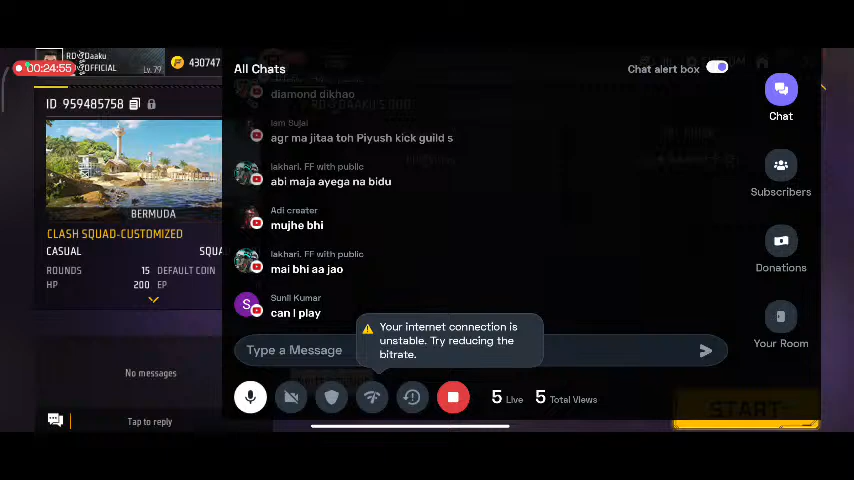 RD Daaku
OFFICIAL
Lv. 79
430747
00:24:55
ID 959485758
BERMUDA
CLASH SQUAD-CUSTOMIZED
CASUAL
SQUA
ROUNDS 15 DEFAULT COIN
HP 200 EP
No messages
Tap to reply
All Chats
Chat alert box
diamond dikhao
Iam Sujal
agr ma jitaa toh Piyush kick guild s
lakhari. FF with public
abi maja ayega na bidu
Adi creater
mujhe bhi
lakhari. FF with public
mai bhi aa jao
S
Sunil Kumar
can I play
Your internet connection is
unstable. Try reducing the
bitrate.
Type a Message
5 Live 5 Total Views
Chat
Subscribers
Donations
Your Room
START